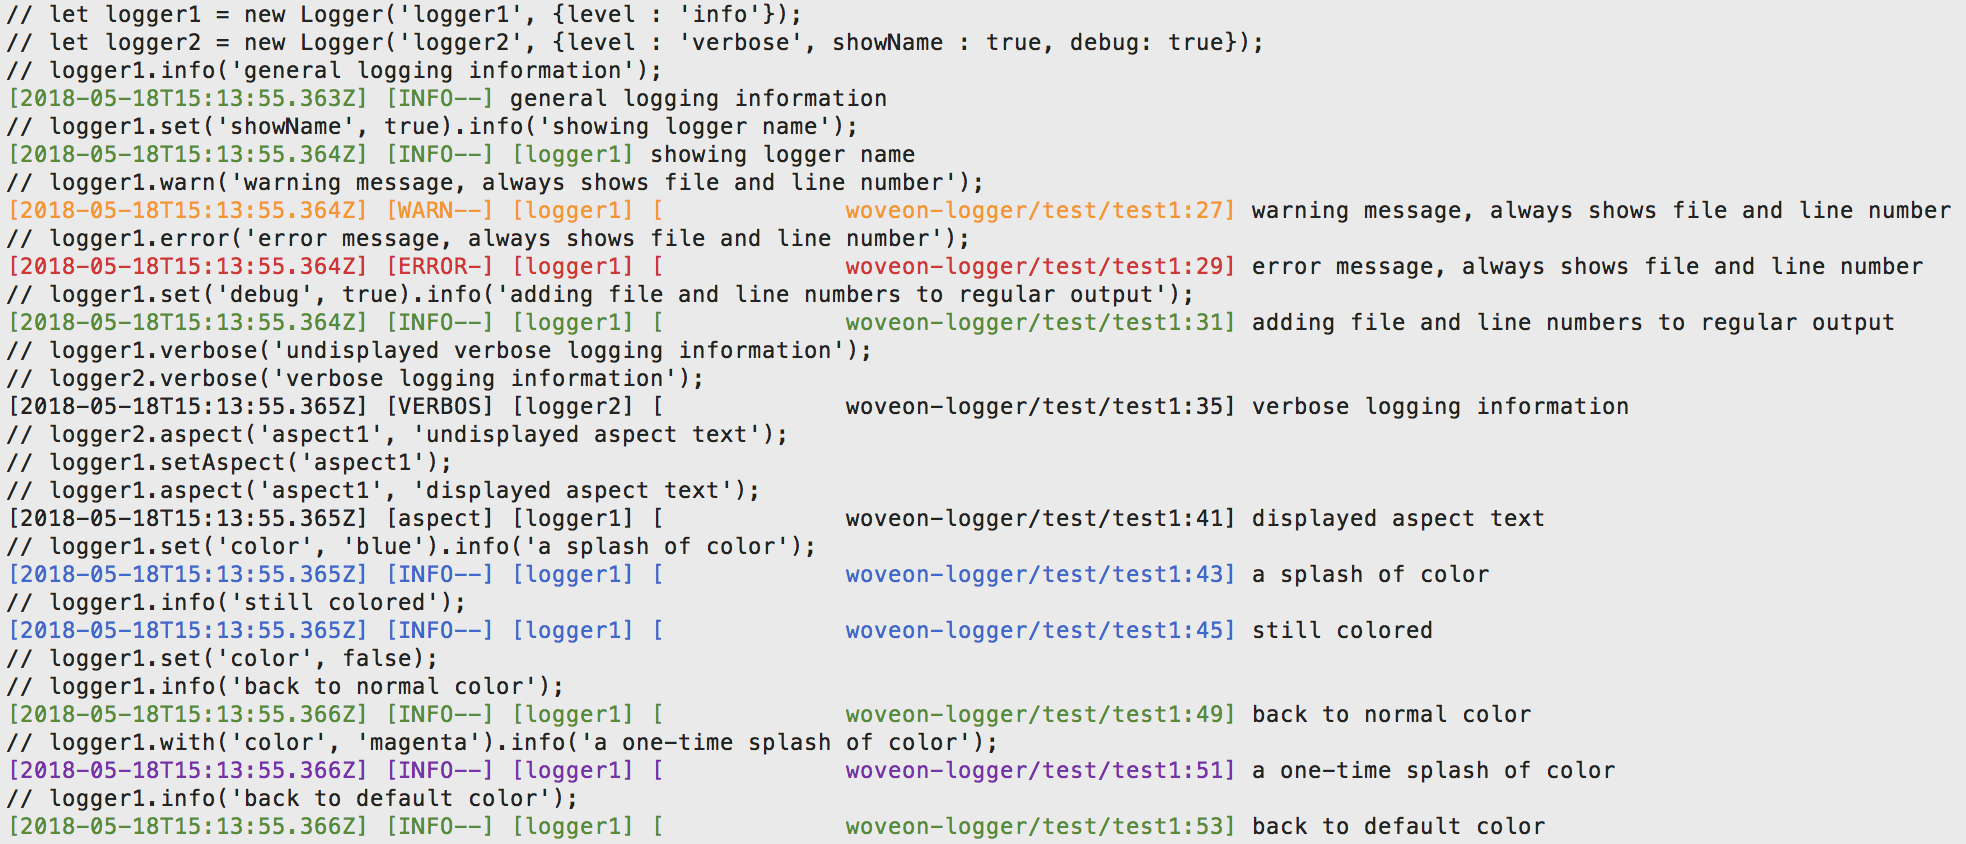 // let logger1 = new Logger('logger1', {level : 'info'});
// let logger2 = new Logger('logger2', {level : 'verbose', showName : true, debug: true});
// logger1.info('general logging information');
[2018-05-18T15:13:55.363Z] [INFO--] general logging information
// logger1.set('showName', true).info('showing logger name');
[2018-05-18T15:13:55.364Z] [INFO--] [logger1] showing logger name
// logger1.warn('warning message, always shows file and line number');
[2018-05-18T15:13:55.364Z] [WARN--] [logger1] [             woveon-logger/test/test1:27] warning message, always shows file and line number
// logger1.error('error message, always shows file and line number');
[2018-05-18T15:13:55.364Z] [ERROR-] [logger1] [             woveon-logger/test/test1:29] error message, always shows file and line number
// logger1.set('debug', true).info('adding file and line numbers to regular output');
[2018-05-18T15:13:55.364Z] [INFO--] [logger1] [             woveon-logger/test/test1:31] adding file and line numbers to regular output
// logger1.verbose('undisplayed verbose logging information');
// logger2.verbose('verbose logging information');
[2018-05-18T15:13:55.365Z] [VERBOS] [logger2] [             woveon-logger/test/test1:35] verbose logging information
// logger2.aspect('aspect1', 'undisplayed aspect text');
// logger1.setAspect('aspect1');
// logger1.aspect('aspect1', 'displayed aspect text');
[2018-05-18T15:13:55.365Z] [aspect] [logger1] [             woveon-logger/test/test1:41] displayed aspect text
// logger1.set('color', 'blue').info('a splash of color');
[2018-05-18T15:13:55.365Z] [INFO--] [logger1] [             woveon-logger/test/test1:43] a splash of color
// logger1.info('still colored');
[2018-05-18T15:13:55.365Z] [INFO--] [logger1] [             woveon-logger/test/test1:45] still colored
// logger1.set('color', false);
// logger1.info('back to normal color');
[2018-05-18T15:13:55.366Z] [INFO--] [logger1] [             woveon-logger/test/test1:49] back to normal color
// logger1.with('color', 'magenta').info('a one-time splash of color');
[2018-05-18T15:13:55.366Z] [INFO--] [logger1] [             woveon-logger/test/test1:51] a one-time splash of color
// logger1.info('back to default color');
[2018-05-18T15:13:55.366Z] [INFO--] [logger1] [             woveon-logger/test/test1:53] back to default color